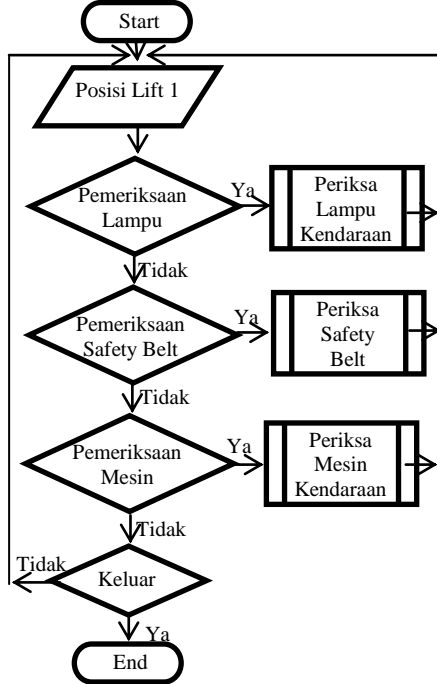 Start
Posisi Lift 1
Pemeriksaan
Lampu
Ya
Periksa
Lampu
Kendaraan
Tidak
Pemeriksaan
Safety Belt
Ya
Periksa
Safety
Belt
Tidak
Pemeriksaan
Mesin
Ya
Periksa
Mesin
Kendaraan
Tidak
Keluar
Tidak
Ya
End